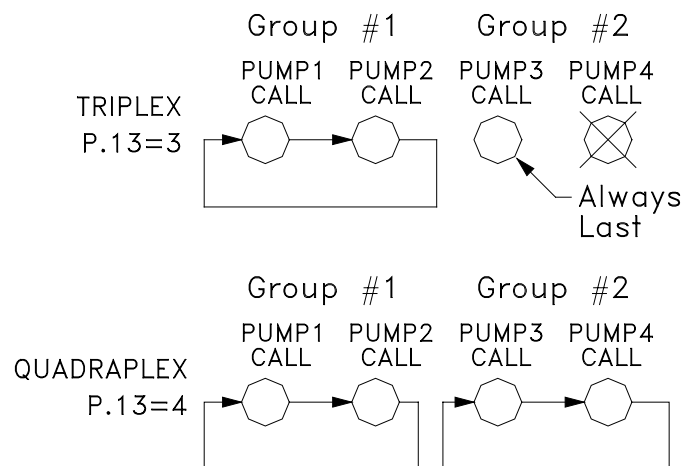 Group #1 Group #2
PUMP1 PUMP2 PUMP3 PUMP4
CALL CALL CALL CALL
TRIPLEX
P.13=3
Always
Last
Group #1 Group #2
PUMP1 PUMP2 PUMP3 PUMP4
CALL CALL CALL CALL
QUADRAPLEX
P.13=4